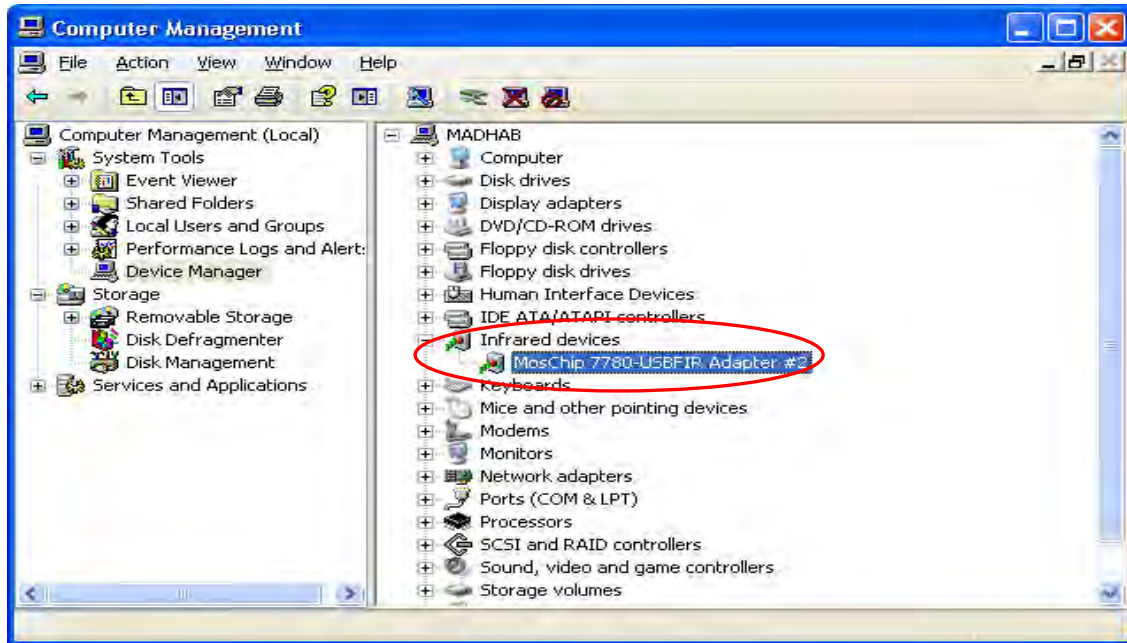 Computer Management
File Action View Window Help
Computer Management (Local)
System Tools
Event Viewer
Shared Folders
Local Users and Groups
Performance Logs and Alert:
Device Manager
Storage
Removable Storage
Disk Defragmenter
Disk Management
Services and Applications
MADHAB
Computer
Disk drives
Display adapters
DVD/CD-ROM drives
Floppy disk controllers
Floppy disk drives
Human Interface Devices
IDE ATA/ATAPI controllers
Infrared devices
MosChip 7780-USBFIR Adapter #2
Keyboards
Mice and other pointing devices
Modems
Monitors
Network adapters
Ports (COM & LPT)
Processors
SCSI and RAID controllers
Sound, video and game controllers
Storage volumes